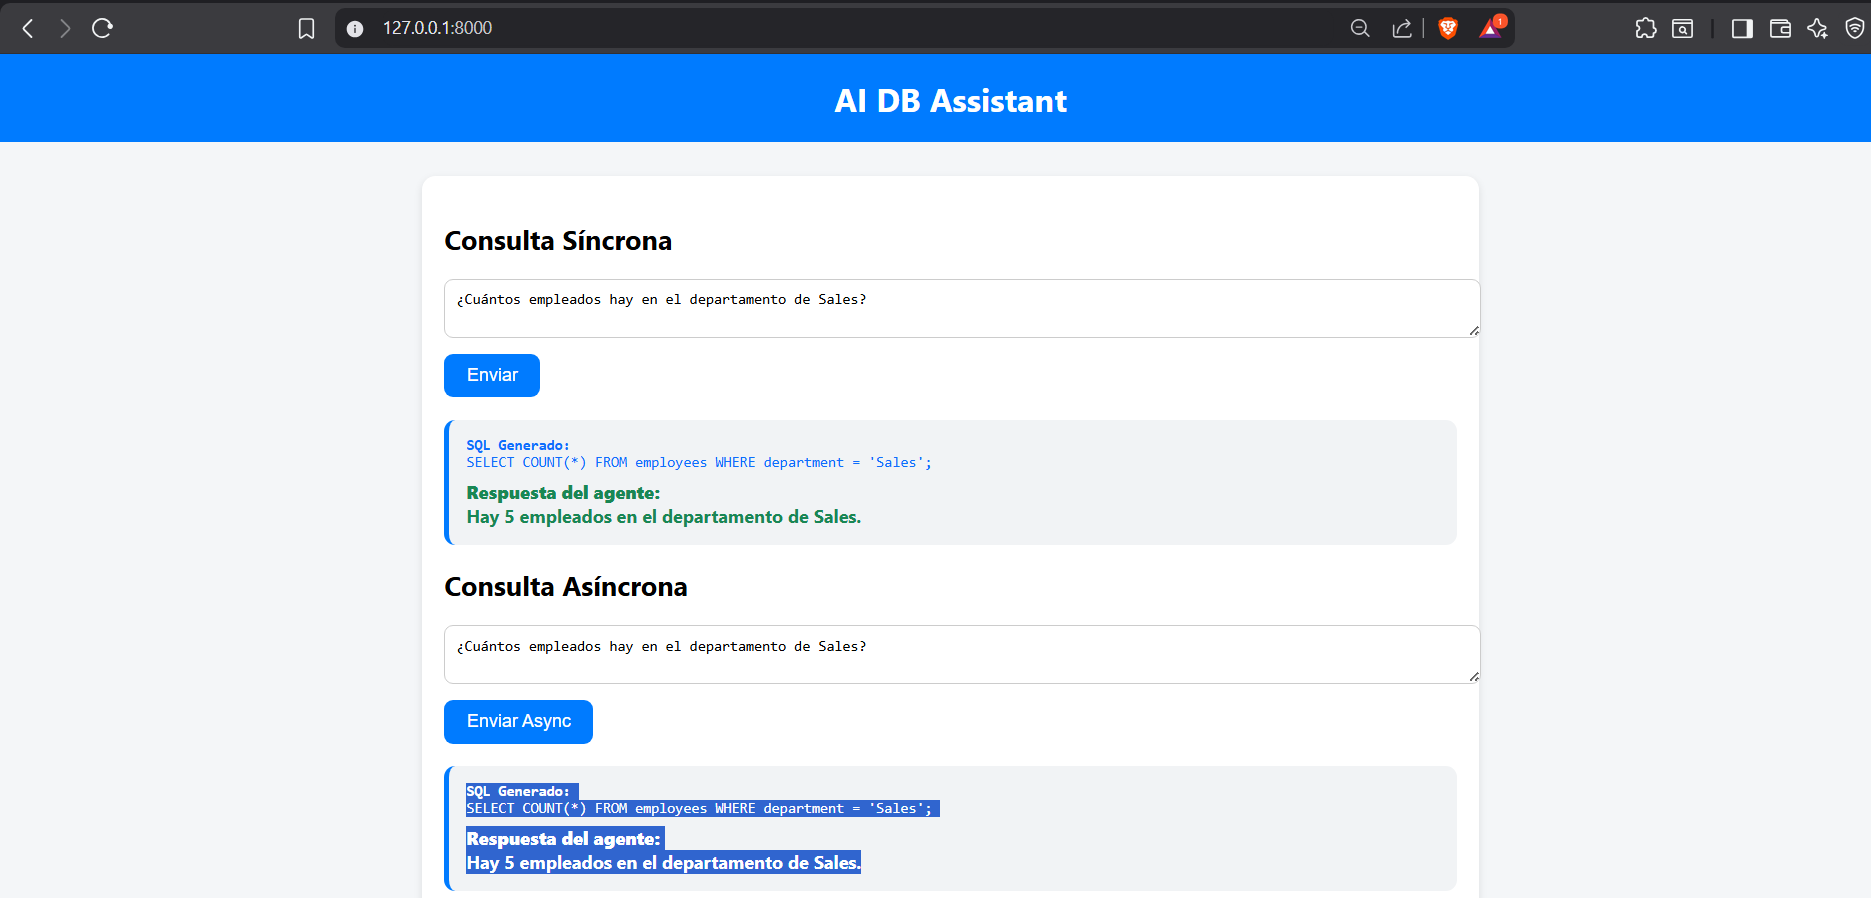 127.0.0.1:8000
1
AI DB Assistant
Consulta Síncrona
¿Cuántos empleados hay en el departamento de Sales?
Enviar
SQL Generado:
SELECT COUNT(*) FROM employees WHERE department = 'Sales';
Respuesta del agente:
Hay 5 empleados en el departamento de Sales.
Consulta Asíncrona
¿Cuántos empleados hay en el departamento de Sales?
Enviar Async
SQL Generado:
SELECT COUNT(*) FROM employees WHERE department = 'Sales';
Respuesta del agente:
Hay 5 empleados en el departamento de Sales.